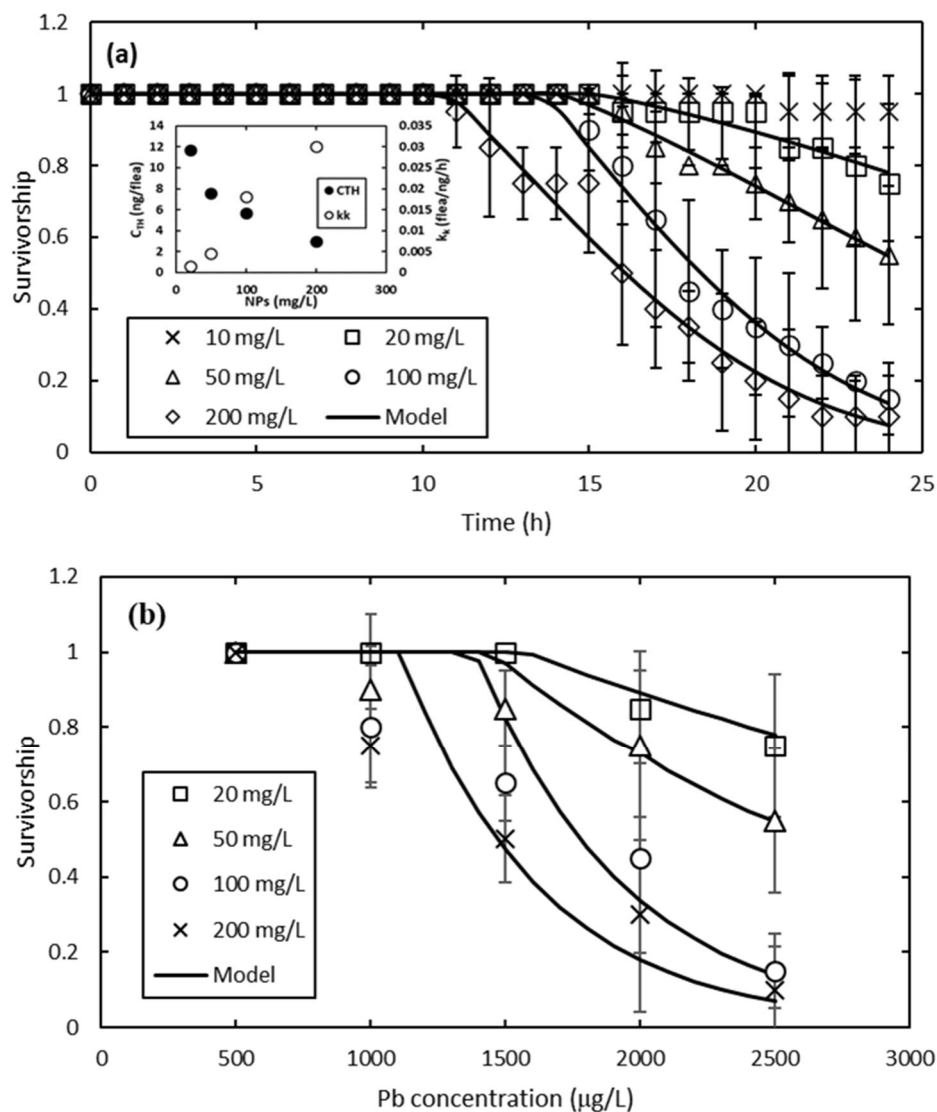 (a)
1.2
1
0.8
0.6
0.4
0.2
0
Survivorship
14
12
10
8
6
4
2
0
C_TH (ng/flea)
0.035
0.03
0.025
0.02
0.015
0.01
0.005
0
k_k (flea/ng/h)
CTH
kk
0 100 200 300
NPs (mg/L)
10 mg/L 20 mg/L
50 mg/L 100 mg/L
200 mg/L Model
0 5 10 15 20 25
Time (h)
(b)
1.2
1
0.8
0.6
0.4
0.2
0
Survivorship
20 mg/L
50 mg/L
100 mg/L
200 mg/L
Model
0 500 1000 1500 2000 2500 3000
Pb concentration (µg/L)